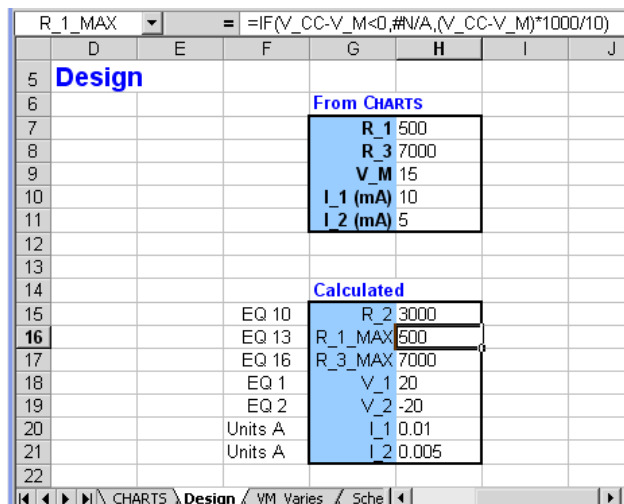 R_1_MAX = =IF(V_CC-V_M<0,#N/A,(V_CC-V_M)*1000/10)
D E F G H I J
5 Design
6 From CHARTS
7 R_1 500
8 R_3 7000
9 V_M 15
10 I_1 (mA) 10
11 I_2 (mA) 5
12
13
14 Calculated
15 EQ 10 R_2 3000
16 EQ 13 R_1_MAX 500
17 EQ 16 R_3_MAX 7000
18 EQ 1 V_1 20
19 EQ 2 V_2 -20
20 Units A I_1 0.01
21 Units A I_2 0.005
22
CHARTS Design VM Varies Sche